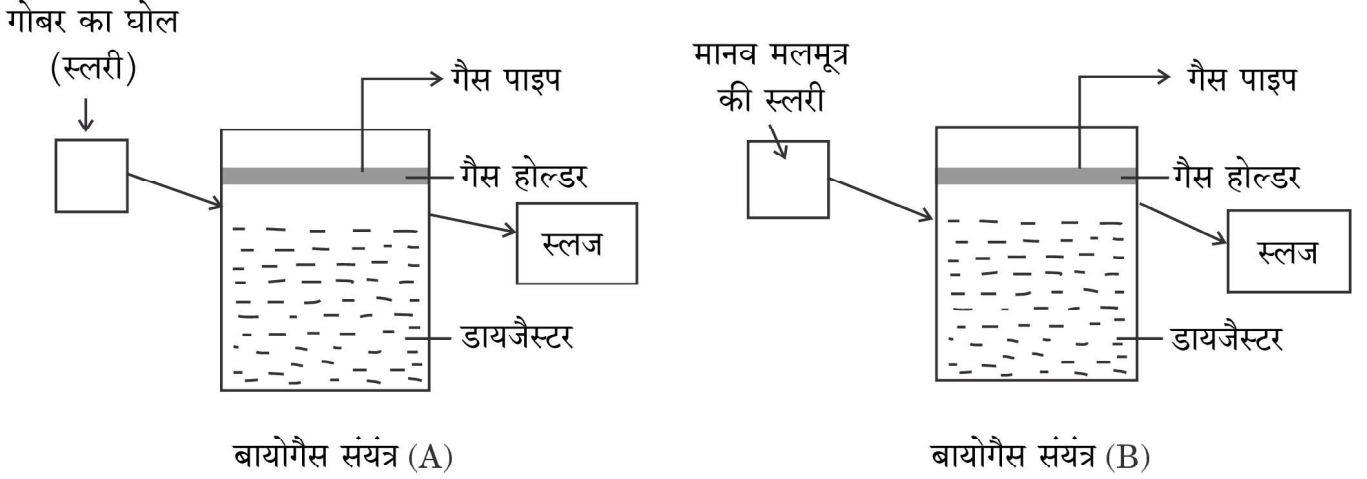 गोबर का घोल
(स्लरी)
गैस पाइप
गैस होल्डर
स्लज
डायजैस्टर
बायोगैस संयंत्र (A)
मानव मलमूत्र
की स्लरी
गैस पाइप
गैस होल्डर
स्लज
डायजैस्टर
बायोगैस संयंत्र (B)